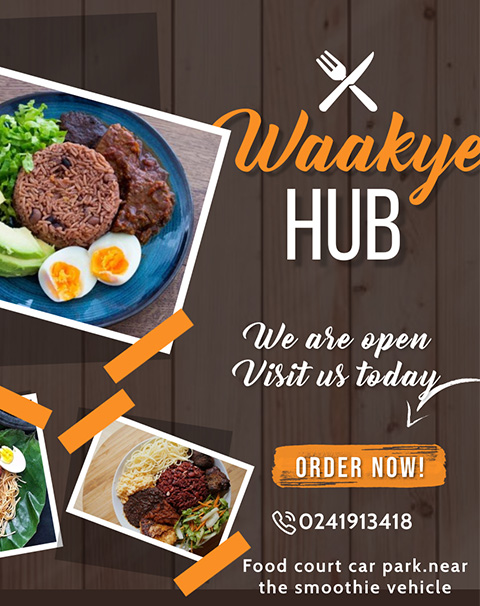 Waakye
HUB
We are open
Visit us today
ORDER NOW!
0241913418
Food court car park.near
the smoothie vehicle